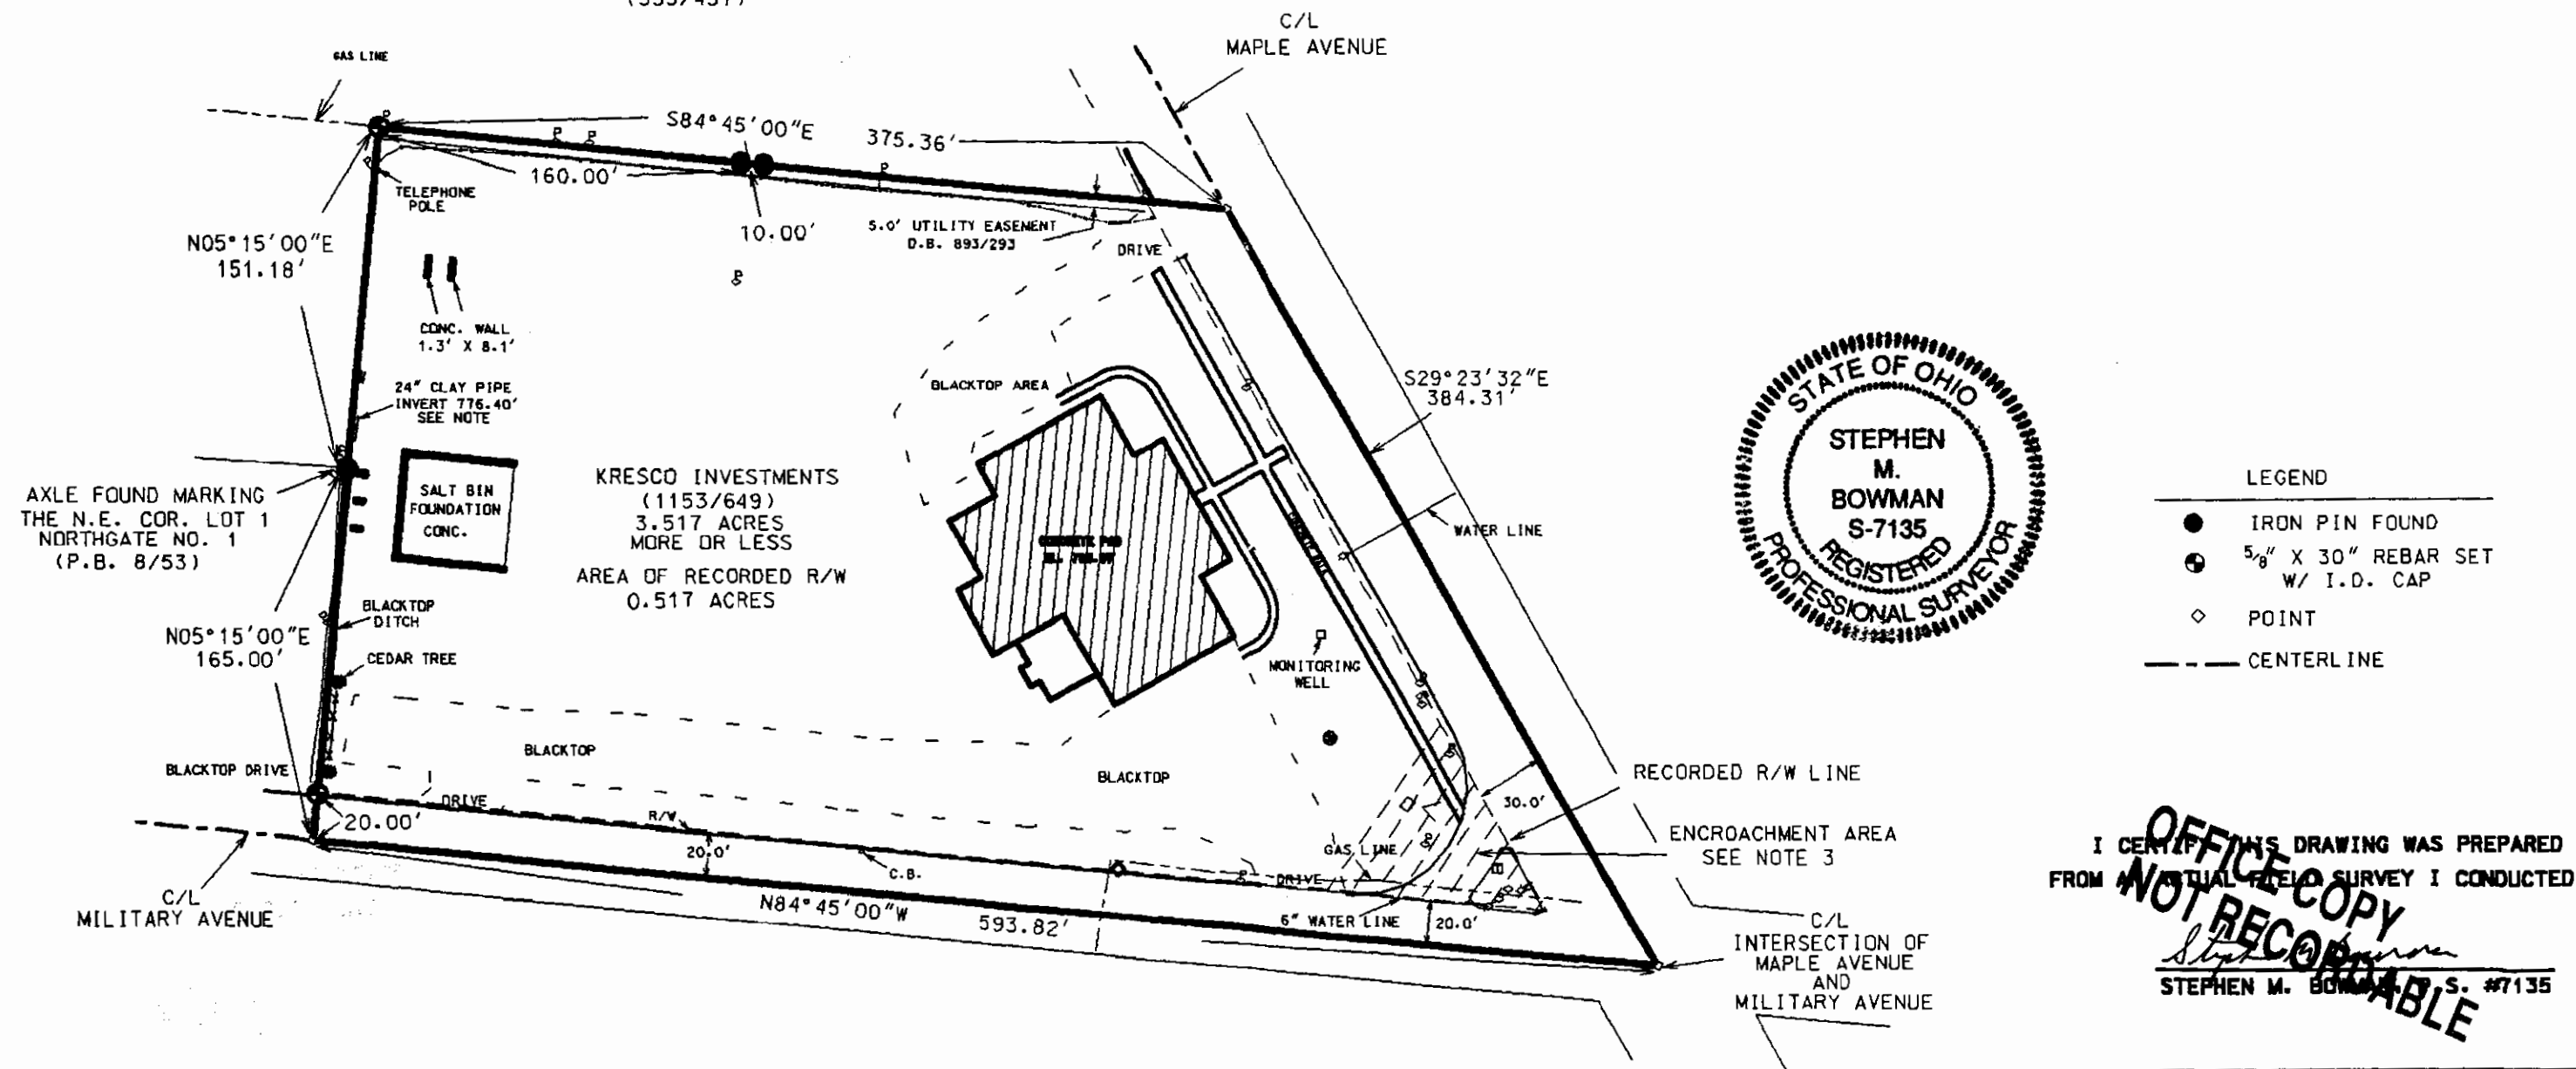 C/L
MAPLE AVENUE
GAS LINE
S84°45'00"E
375.36'
160.00'
TELEPHONE
POLE
10.00'
5.0' UTILITY EASEMENT
D.B. 893/293
DRIVE
N05°15'00"E
151.18'
CONC. WALL
1.3' X 8.1'
24" CLAY PIPE
INVERT 776.40'
SEE NOTE
BLACKTOP AREA
S29°23'32"E
384.31'
AXLE FOUND MARKING
THE N.E. COR. LOT 1
NORTHGATE NO. 1
(P.B. 8/53)
SALT BIN
FOUNDATION
CONC.
KRESCO INVESTMENTS
(1153/649)
3.517 ACRES
MORE OR LESS
AREA OF RECORDED R/W
0.517 ACRES
CONCRETE PAD
WATER LINE
BLACKTOP
DITCH
N05°15'00"E
165.00'
CEDAR TREE
MONITORING
WELL
BLACKTOP
BLACKTOP
BLACKTOP DRIVE
DRIVE
R/W
20.00'
20.0'
C.B.
GAS LINE
DRIVE
30.0'
RECORDED R/W LINE
ENCROACHMENT AREA
SEE NOTE 3
C/L
MILITARY AVENUE
N84°45'00"W
593.82'
6" WATER LINE
20.0'
C/L
INTERSECTION OF
MAPLE AVENUE
AND
MILITARY AVENUE
STATE OF OHIO
STEPHEN
M.
BOWMAN
S-7135
REGISTERED
PROFESSIONAL SURVEYOR
LEGEND
IRON PIN FOUND
5/8" X 30" REBAR SET
W/ I.D. CAP
POINT
CENTERLINE
I CERTIFY THIS DRAWING WAS PREPARED
FROM ACTUAL FIELD SURVEY I CONDUCTED
OFFICE COPY
NOT RECORDABLE
STEPHEN M. BOWMAN, P.S. #7135